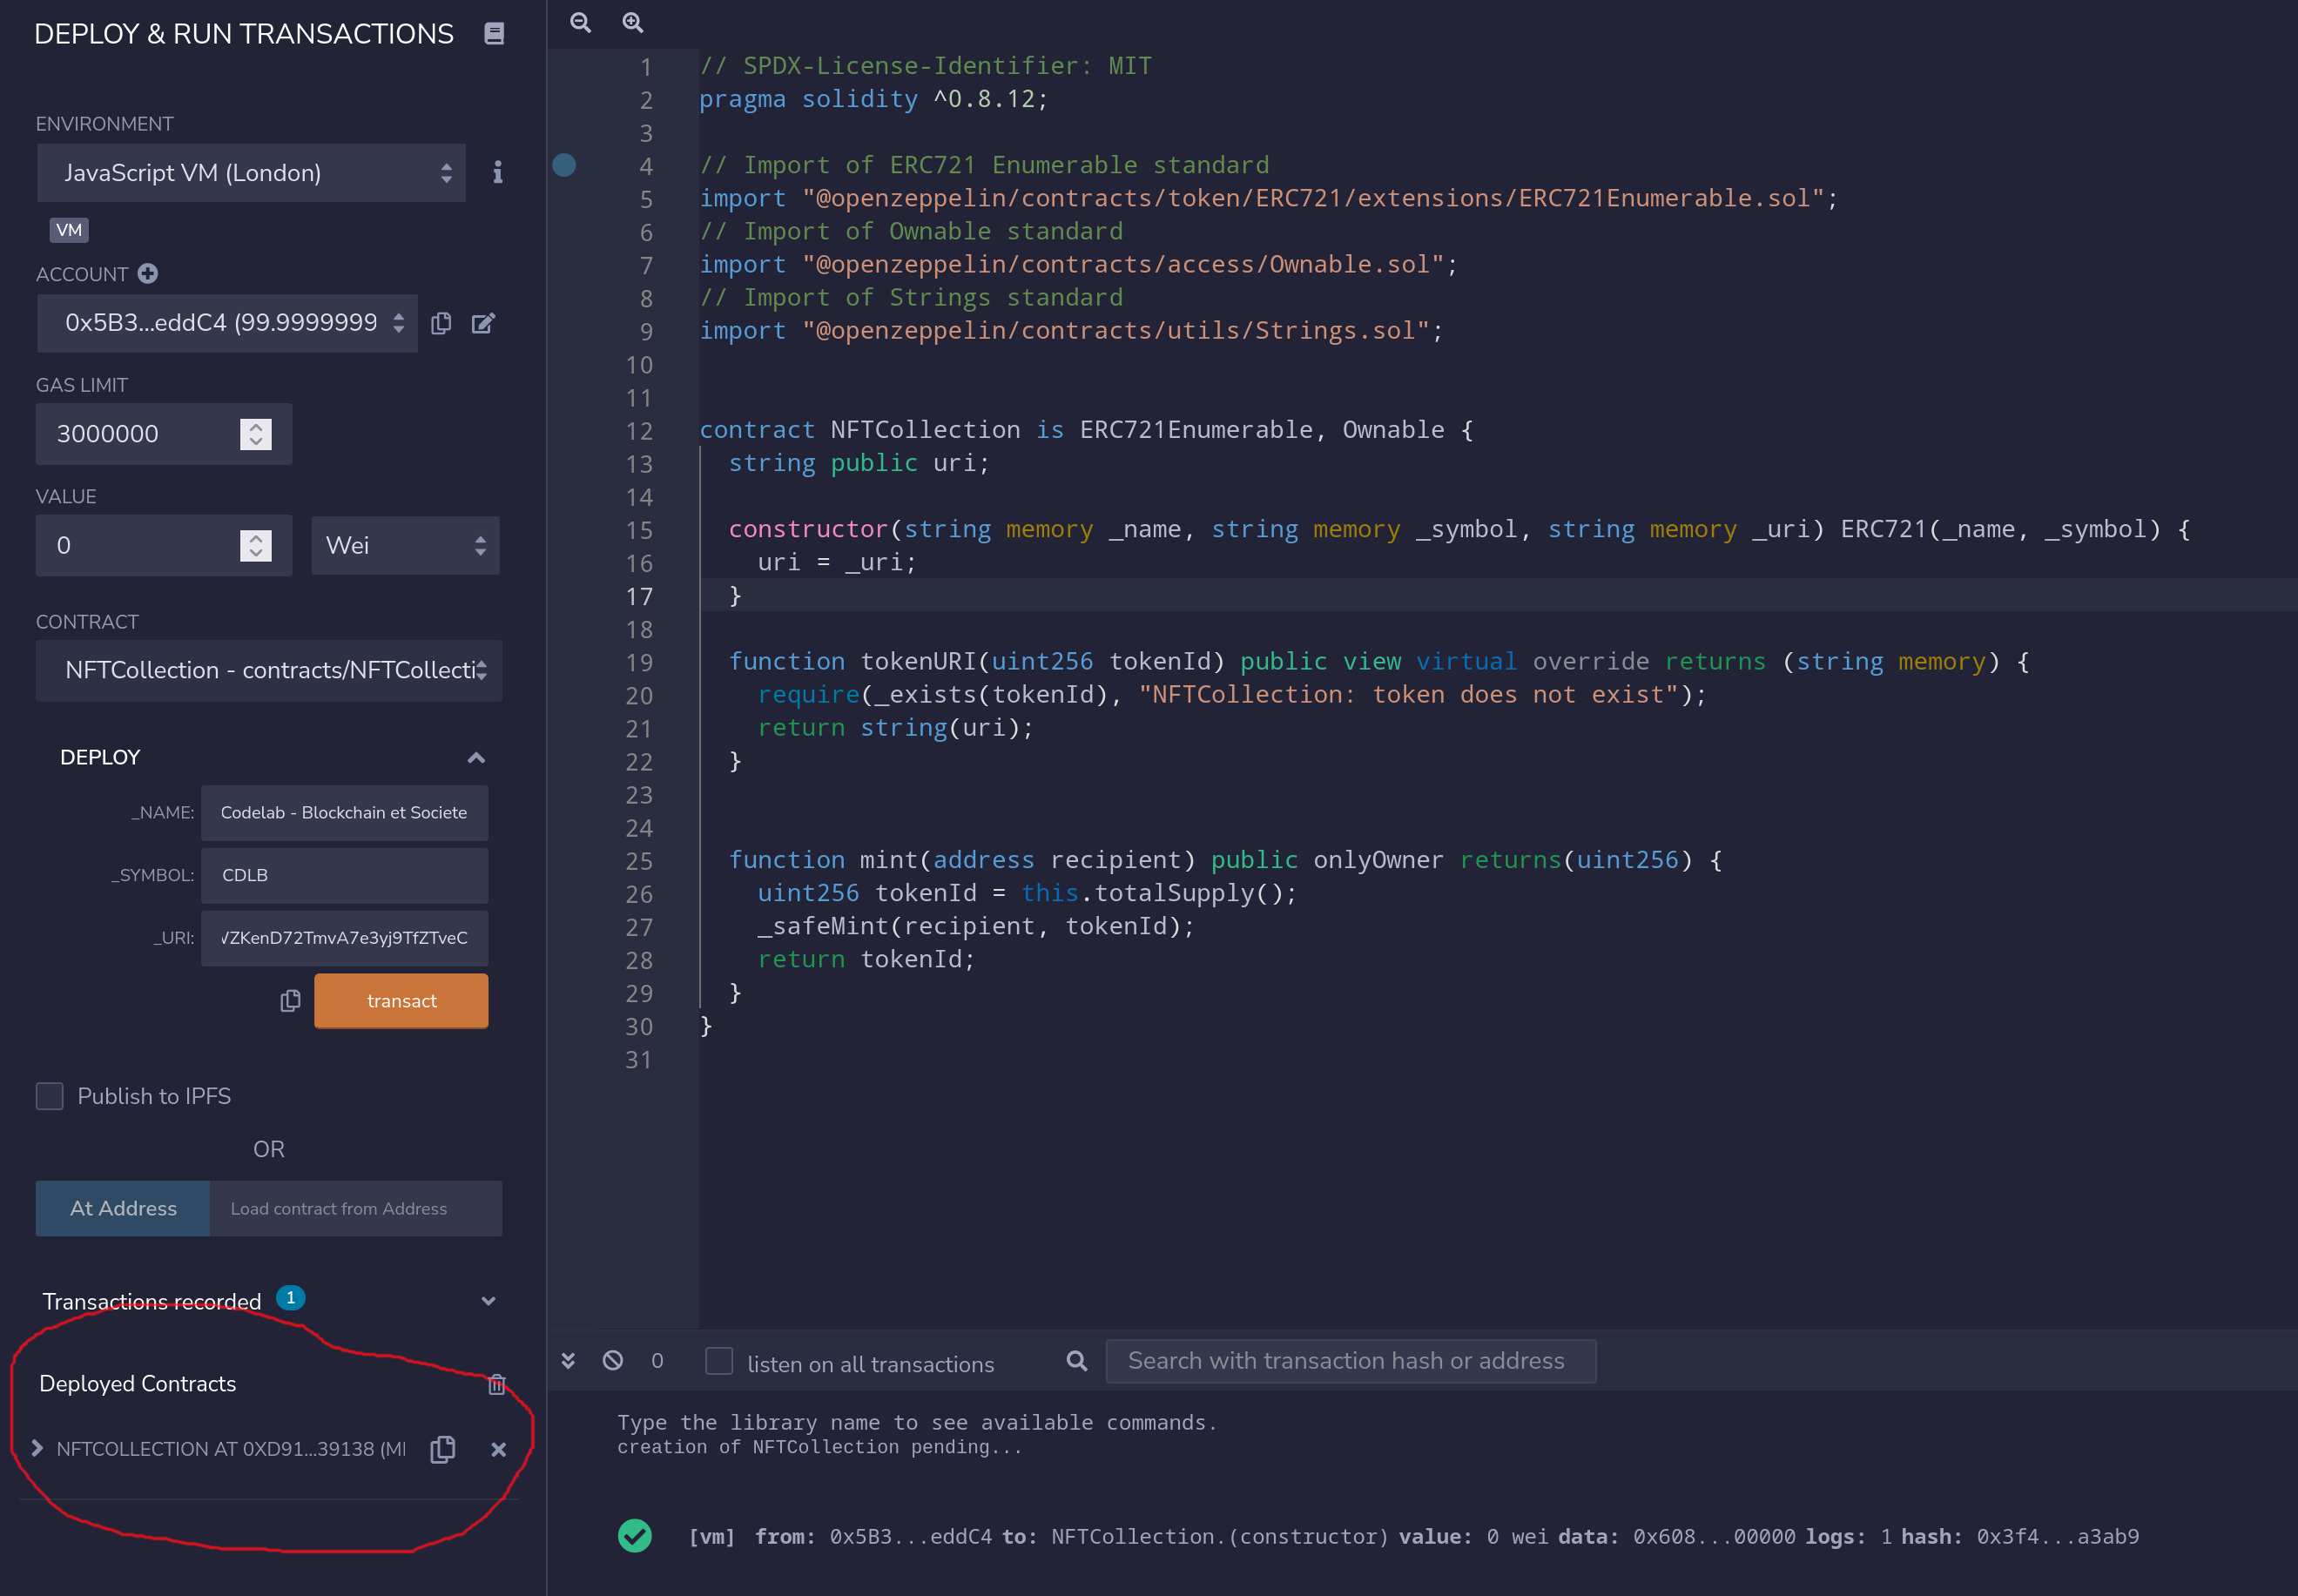 DEPLOY & RUN TRANSACTIONS
ENVIRONMENT
JavaScript VM (London)
VM
ACCOUNT
0x5B3...eddC4 (99.9999999
GAS LIMIT
3000000
VALUE
0
Wei
CONTRACT
NFTCollection - contracts/NFTCollecti
DEPLOY
_NAME: Codelab - Blockchain et Societe
_SYMBOL: CDLB
_URI: VZKenD72TmvA7e3yj9TfZTveC
transact
Publish to IPFS
OR
At Address
Load contract from Address
Transactions recorded 1
Deployed Contracts
NFTCOLLECTION AT 0XD91...39138 (ME
1 // SPDX-License-Identifier: MIT
2 pragma solidity ^0.8.12;
3
4 // Import of ERC721 Enumerable standard
5 import "@openzeppelin/contracts/token/ERC721/extensions/ERC721Enumerable.sol";
6 // Import of Ownable standard
7 import "@openzeppelin/contracts/access/Ownable.sol";
8 // Import of Strings standard
9 import "@openzeppelin/contracts/utils/Strings.sol";
10
11
12 contract NFTCollection is ERC721Enumerable, Ownable {
13 string public uri;
14
15 constructor(string memory _name, string memory _symbol, string memory _uri) ERC721(_name, _symbol) {
16 uri = _uri;
17 }
18
19 function tokenURI(uint256 tokenId) public view virtual override returns (string memory) {
20 require(_exists(tokenId), "NFTCollection: token does not exist");
21 return string(uri);
22 }
23
24
25 function mint(address recipient) public onlyOwner returns(uint256) {
26 uint256 tokenId = this.totalSupply();
27 _safeMint(recipient, tokenId);
28 return tokenId;
29 }
30 }
31
0
listen on all transactions
Search with transaction hash or address
Type the library name to see available commands.
creation of NFTCollection pending...
[vm] from: 0x5B3...eddC4 to: NFTCollection.(constructor) value: 0 wei data: 0x608...00000 logs: 1 hash: 0x3f4...a3ab9